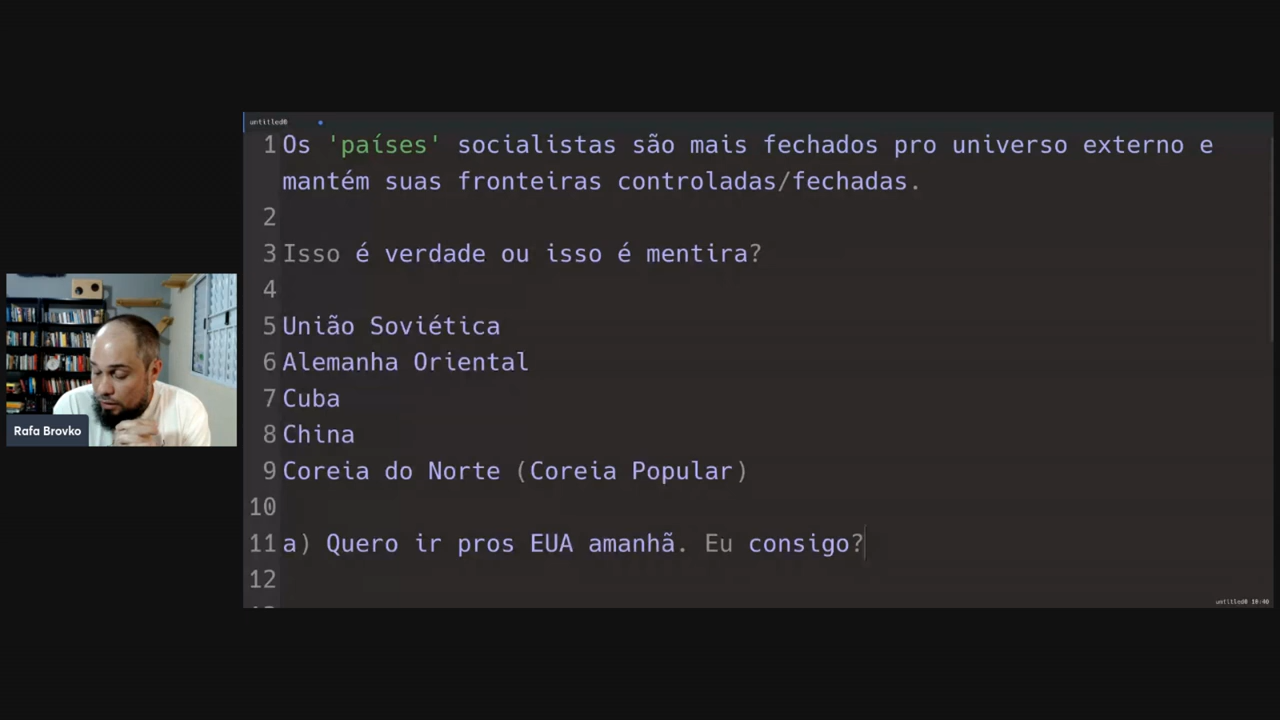 untitled0
1 Os 'países' socialistas são mais fechados pro universo externo e
mantém suas fronteiras controladas/fechadas.
2
3 Isso é verdade ou isso é mentira?
4
5 União Soviética
6 Alemanha Oriental
7 Cuba
8 China
9 Coreia do Norte (Coreia Popular)
10
11 a) Quero ir pros EUA amanhã. Eu consigo?
12
Rafa Brovko